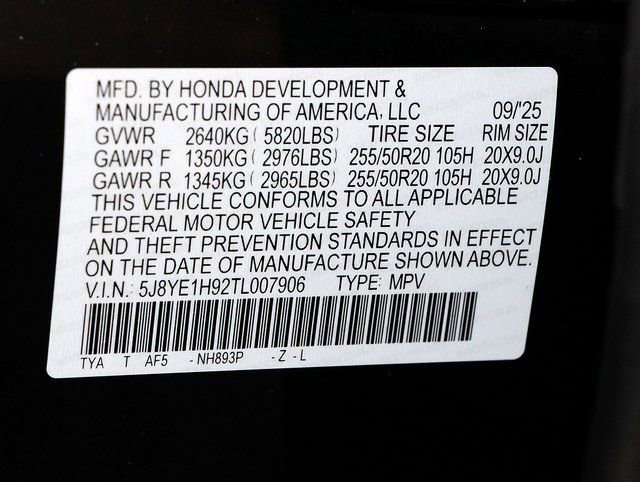 MFD. BY HONDA DEVELOPMENT &
MANUFACTURING OF AMERICA, LLC 09/'25
GVWR 2640KG ( 5820LBS) TIRE SIZE RIM SIZE
GAWR F 1350KG ( 2976LBS) 255/50R20 105H 20X9.0J
GAWR R 1345KG ( 2965LBS) 255/50R20 105H 20X9.0J
THIS VEHICLE CONFORMS TO ALL APPLICABLE
FEDERAL MOTOR VEHICLE SAFETY
AND THEFT PREVENTION STANDARDS IN EFFECT
ON THE DATE OF MANUFACTURE SHOWN ABOVE.
V.I.N.: 5J8YE1H92TL007906 TYPE: MPV
TYA T AF5 - NH893P - Z - L